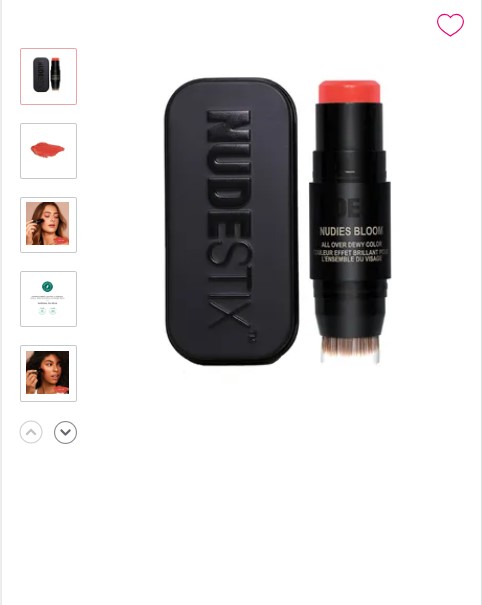 NUDESTIX
NUDIES BLOOM
ALL OVER DEWY COLOR
COULEUR EFFET BRILLANT POUR
L'ENSEMBLE DU VISAGE